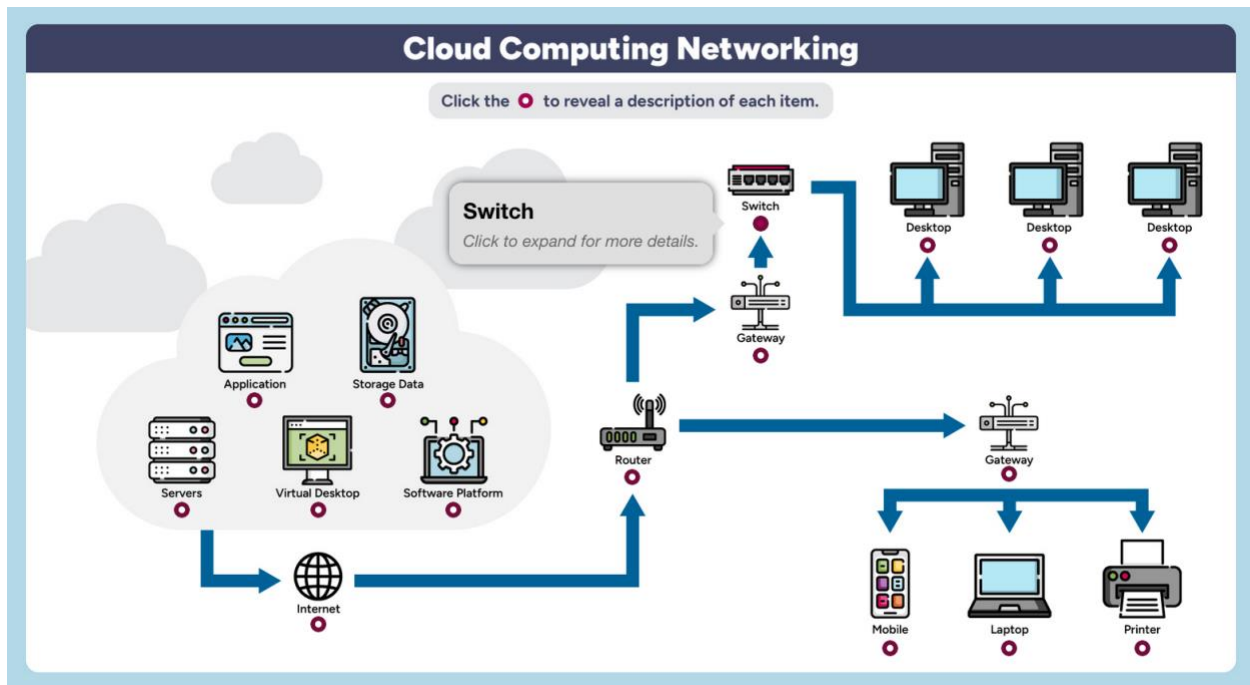 Cloud Computing Networking
Click the to reveal a description of each item.
Switch
Click to expand for more details.
Switch
Desktop
Desktop
Desktop
Gateway
Application
Storage Data
Servers
Virtual Desktop
Software Platform
Router
Gateway
Internet
Mobile
Laptop
Printer